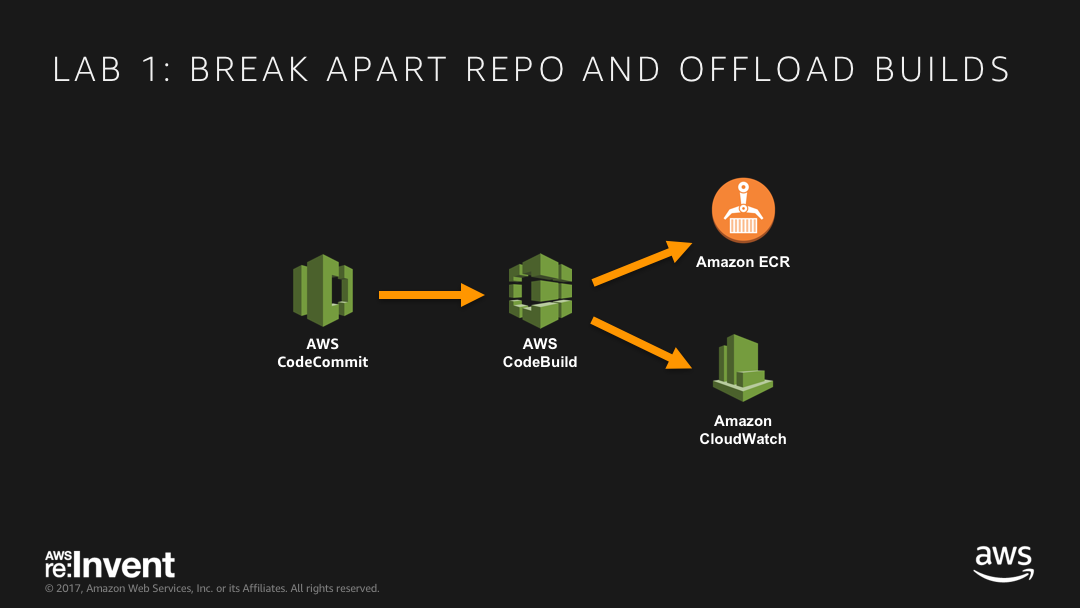 LAB 1: BREAK APART REPO AND OFFLOAD BUILDS
Amazon ECR
AWS
CodeCommit
AWS
CodeBuild
Amazon
CloudWatch
AWS
re:Invent
© 2017, Amazon Web Services, Inc. or its Affiliates. All rights reserved.
aws